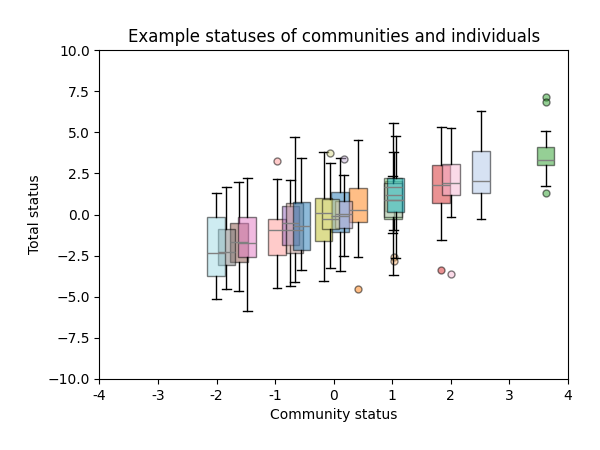 Example statuses of communities and individuals
10.0
7.5
5.0
2.5
0.0
−2.5
−5.0
−7.5
−10.0
Total status
-4 -3 -2 -1 0 1 2 3 4
Community status